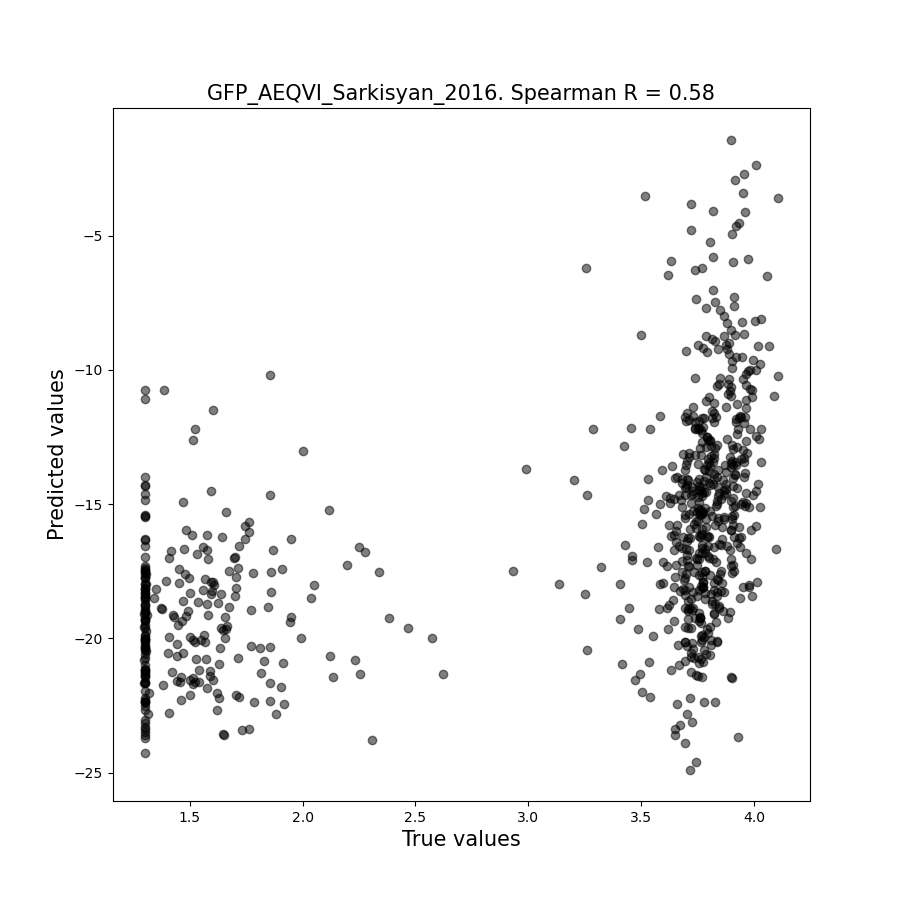 GFP_AEQVI_Sarkisyan_2016. Spearman R = 0.58
Predicted values
−5
−10
−15
−20
−25
1.5 2.0 2.5 3.0 3.5 4.0
True values